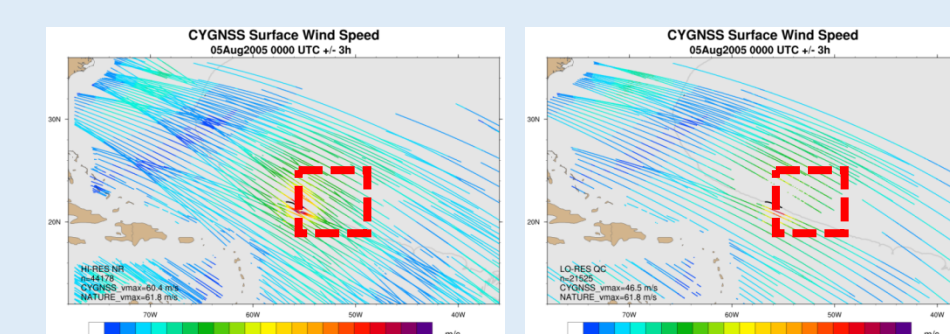 CYGNSS Surface Wind Speed
05Aug2005 0000 UTC +/- 3h
30N
20N
HI-RES NR
n=44178
CYGNSS_vmax=60.4 m/s
NATURE_vmax=61.8 m/s
70W
60W
50W
40W
m/s
CYGNSS Surface Wind Speed
05Aug2005 0000 UTC +/- 3h
30N
20N
LO-RES QC
n=21525
CYGNSS_vmax=46.5 m/s
NATURE_vmax=61.8 m/s
70W
60W
50W
40W